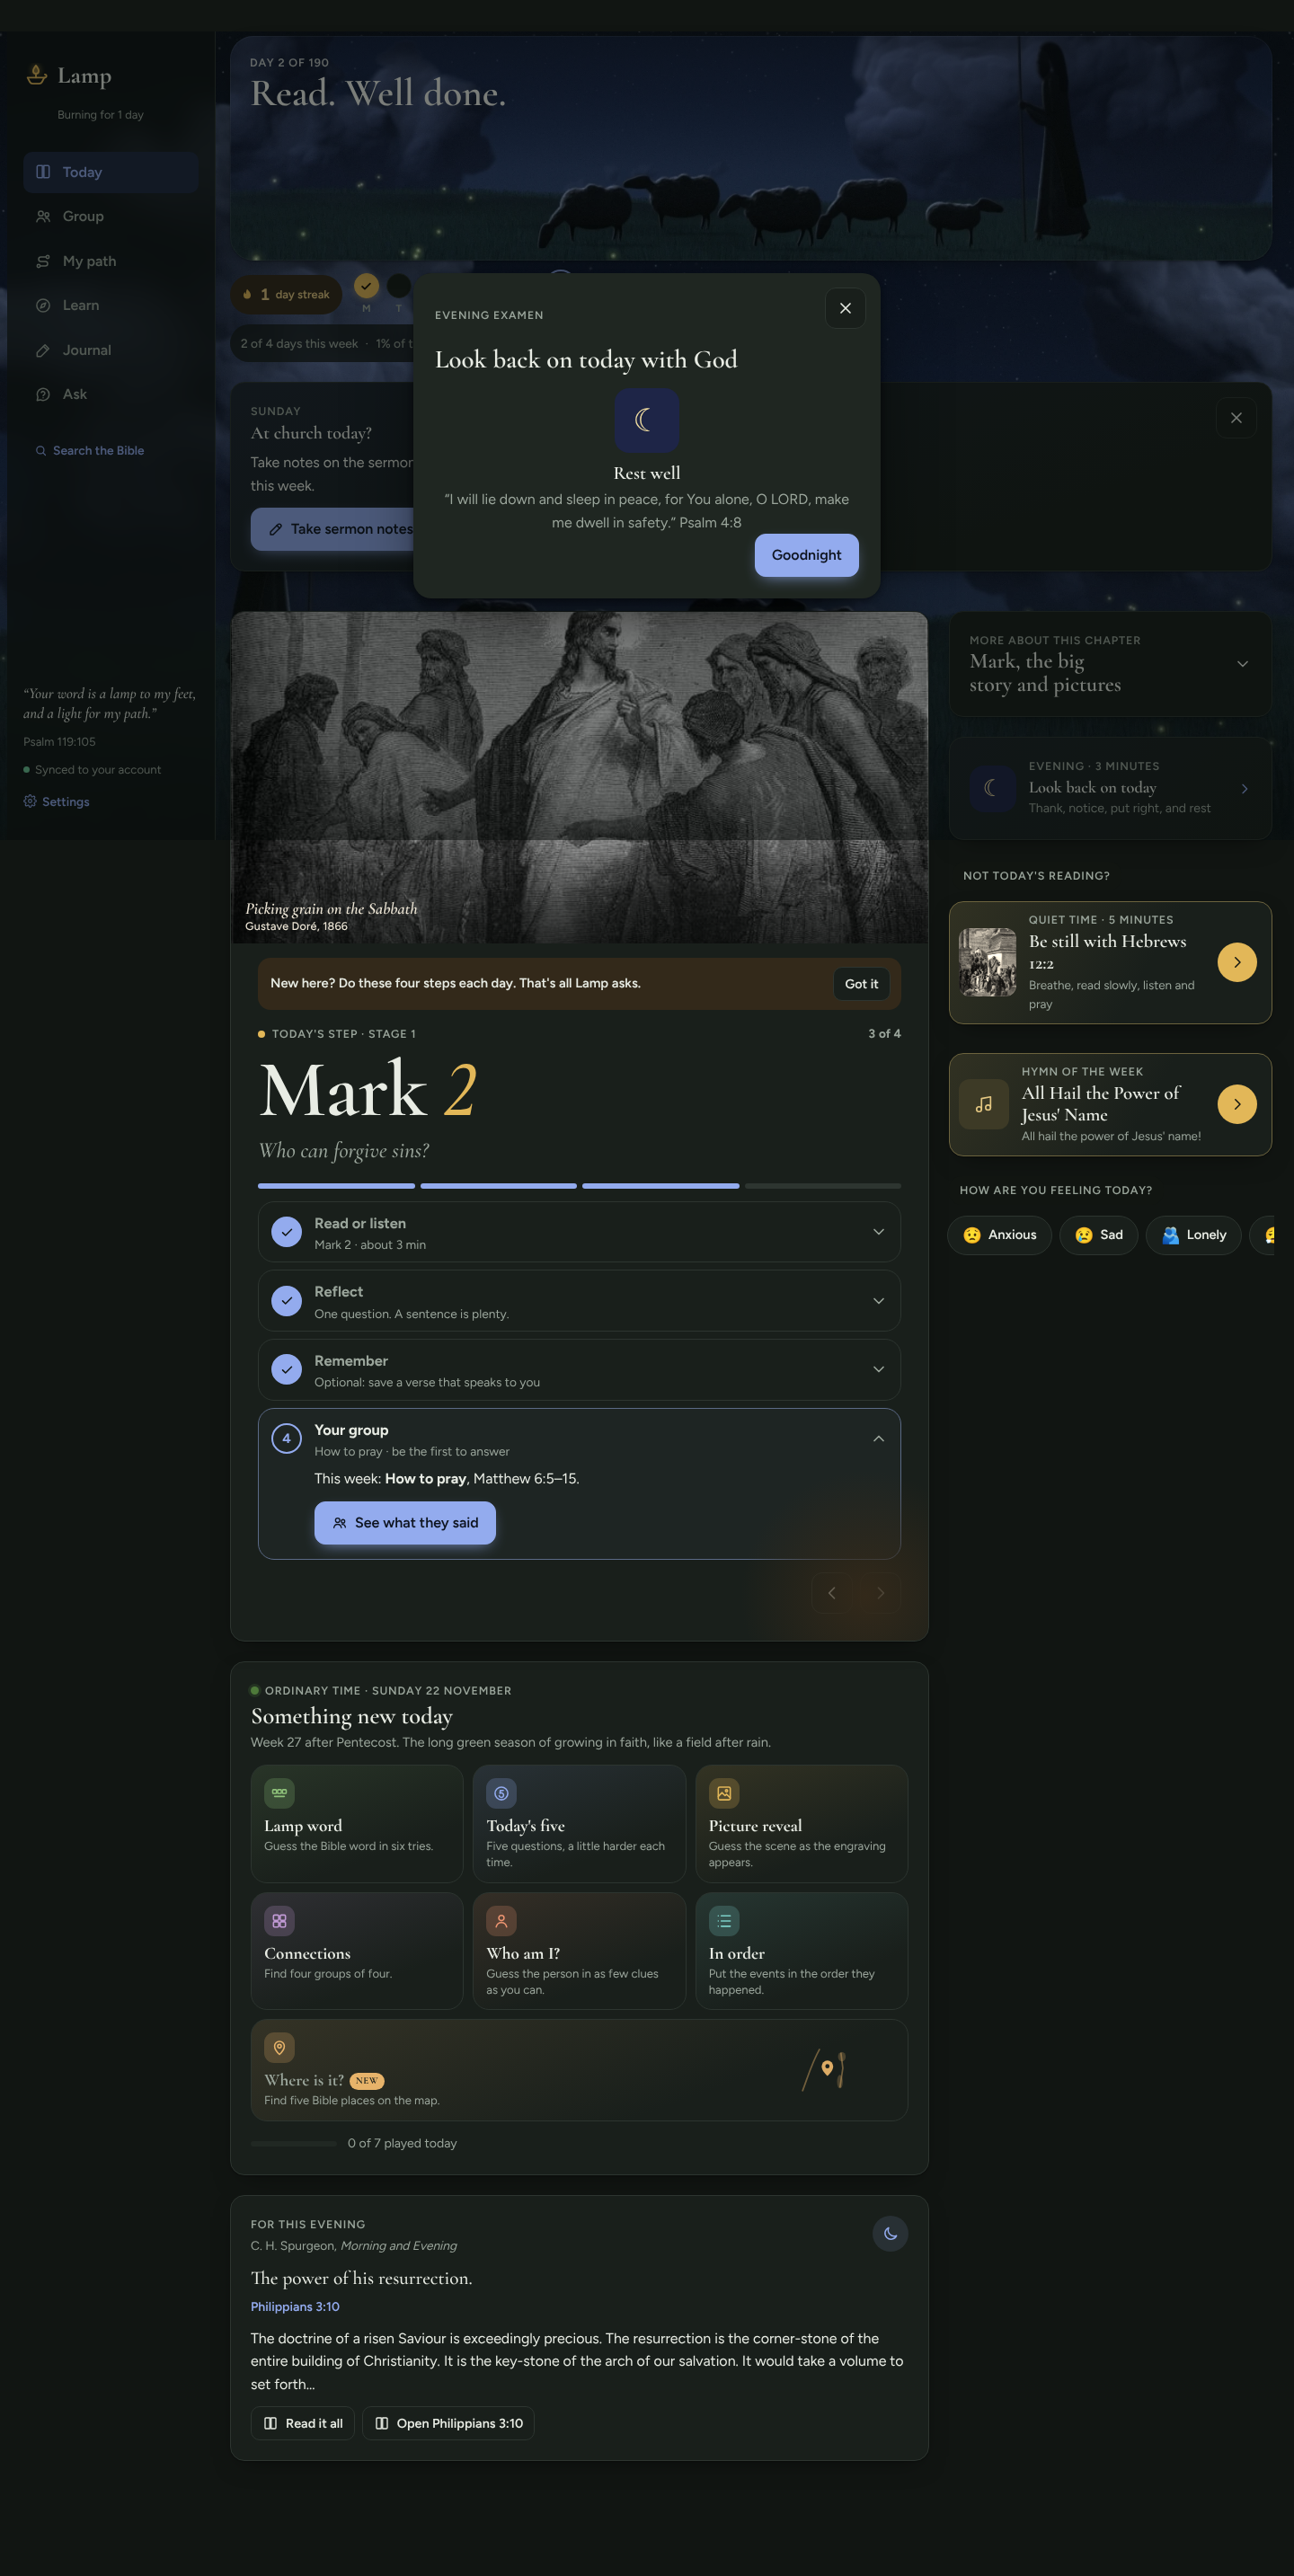 Lamp
Burning for 1 day
Today
Group
My path
Learn
Journal
Ask
Search the Bible
“Your word is a lamp to my feet,
and a light for my path.”
Psalm 119:105
Synced to your account
Settings
DAY 2 OF 190
Read. Well done.
1 day streak
M
T
2 of 4 days this week · 1% of t
SUNDAY
At church today?
Take notes on the sermon
this week.
Take sermon notes
EVENING EXAMEN
Look back on today with God
Rest well
“I will lie down and sleep in peace, for You alone, O LORD, make
me dwell in safety.” Psalm 4:8
Goodnight
Picking grain on the Sabbath
Gustave Doré, 1866
New here? Do these four steps each day. That's all Lamp asks.
Got it
TODAY'S STEP · STAGE 1
3 of 4
Mark 2
Who can forgive sins?
Read or listen
Mark 2 · about 3 min
Reflect
One question. A sentence is plenty.
Remember
Optional: save a verse that speaks to you
4
Your group
How to pray · be the first to answer
This week: How to pray, Matthew 6:5–15.
See what they said
MORE ABOUT THIS CHAPTER
Mark, the big
story and pictures
EVENING · 3 MINUTES
Look back on today
Thank, notice, put right, and rest
NOT TODAY'S READING?
QUIET TIME · 5 MINUTES
Be still with Hebrews
12:2
Breathe, read slowly, listen and
pray
HYMN OF THE WEEK
All Hail the Power of
Jesus' Name
All hail the power of Jesus' name!
HOW ARE YOU FEELING TODAY?
Anxious
Sad
Lonely
ORDINARY TIME · SUNDAY 22 NOVEMBER
Something new today
Week 27 after Pentecost. The long green season of growing in faith, like a field after rain.
Lamp word
Guess the Bible word in six tries.
5
Today's five
Five questions, a little harder each
time.
Picture reveal
Guess the scene as the engraving
appears.
Connections
Find four groups of four.
Who am I?
Guess the person in as few clues
as you can.
In order
Put the events in the order they
happened.
Where is it? NEW
Find five Bible places on the map.
0 of 7 played today
FOR THIS EVENING
C. H. Spurgeon, Morning and Evening
The power of his resurrection.
Philippians 3:10
The doctrine of a risen Saviour is exceedingly precious. The resurrection is the corner-stone of the
entire building of Christianity. It is the key-stone of the arch of our salvation. It would take a volume to
set forth…
Read it all
Open Philippians 3:10